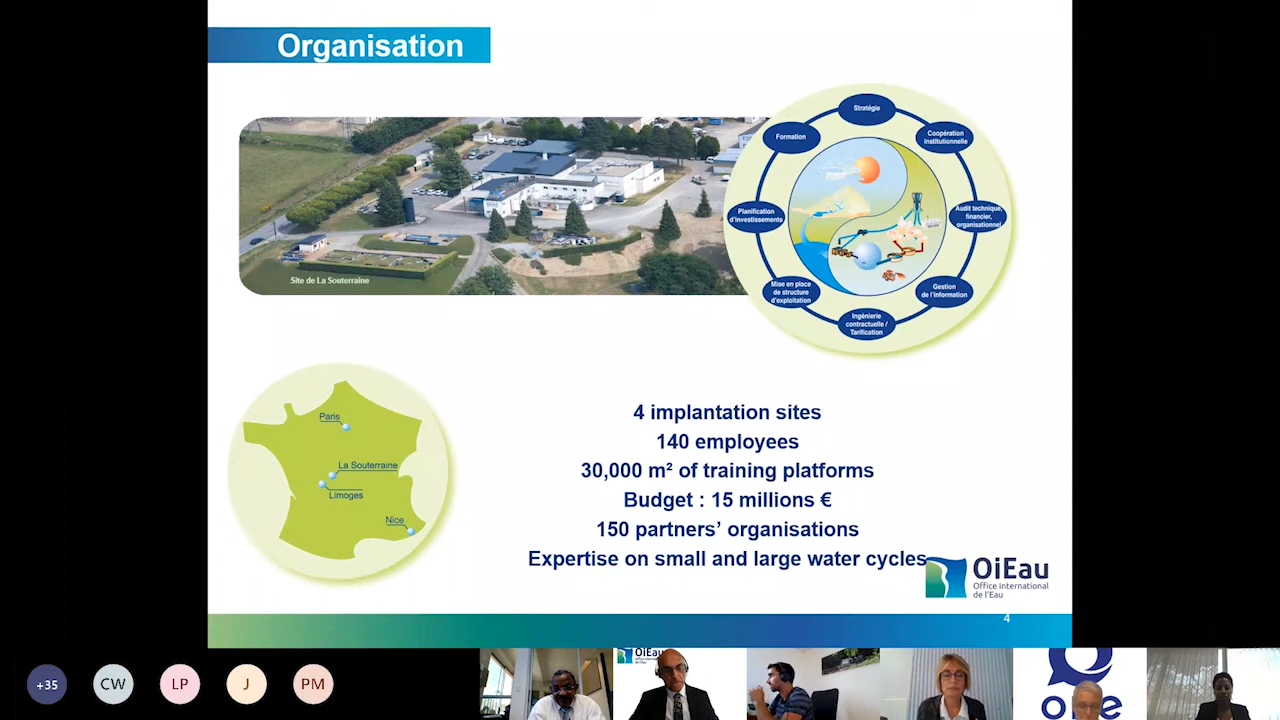 Organisation
Stratégie
Formation
Coopération
institutionnelle
Planification
d'investissements
Audit technique,
financier,
organisationnel
Mise en place
de structure
d'exploitation
Gestion
de l'information
Ingénierie
contractuelle /
Tarification
Site de La Souterraine
Paris
La Souterraine
Limoges
Nice
4 implantation sites
140 employees
30,000 m² of training platforms
Budget : 15 millions €
150 partners' organisations
Expertise on small and large water cycles
OiEau
Office International
de l'Eau
4
+35
CW
LP
J
PM
OiEau